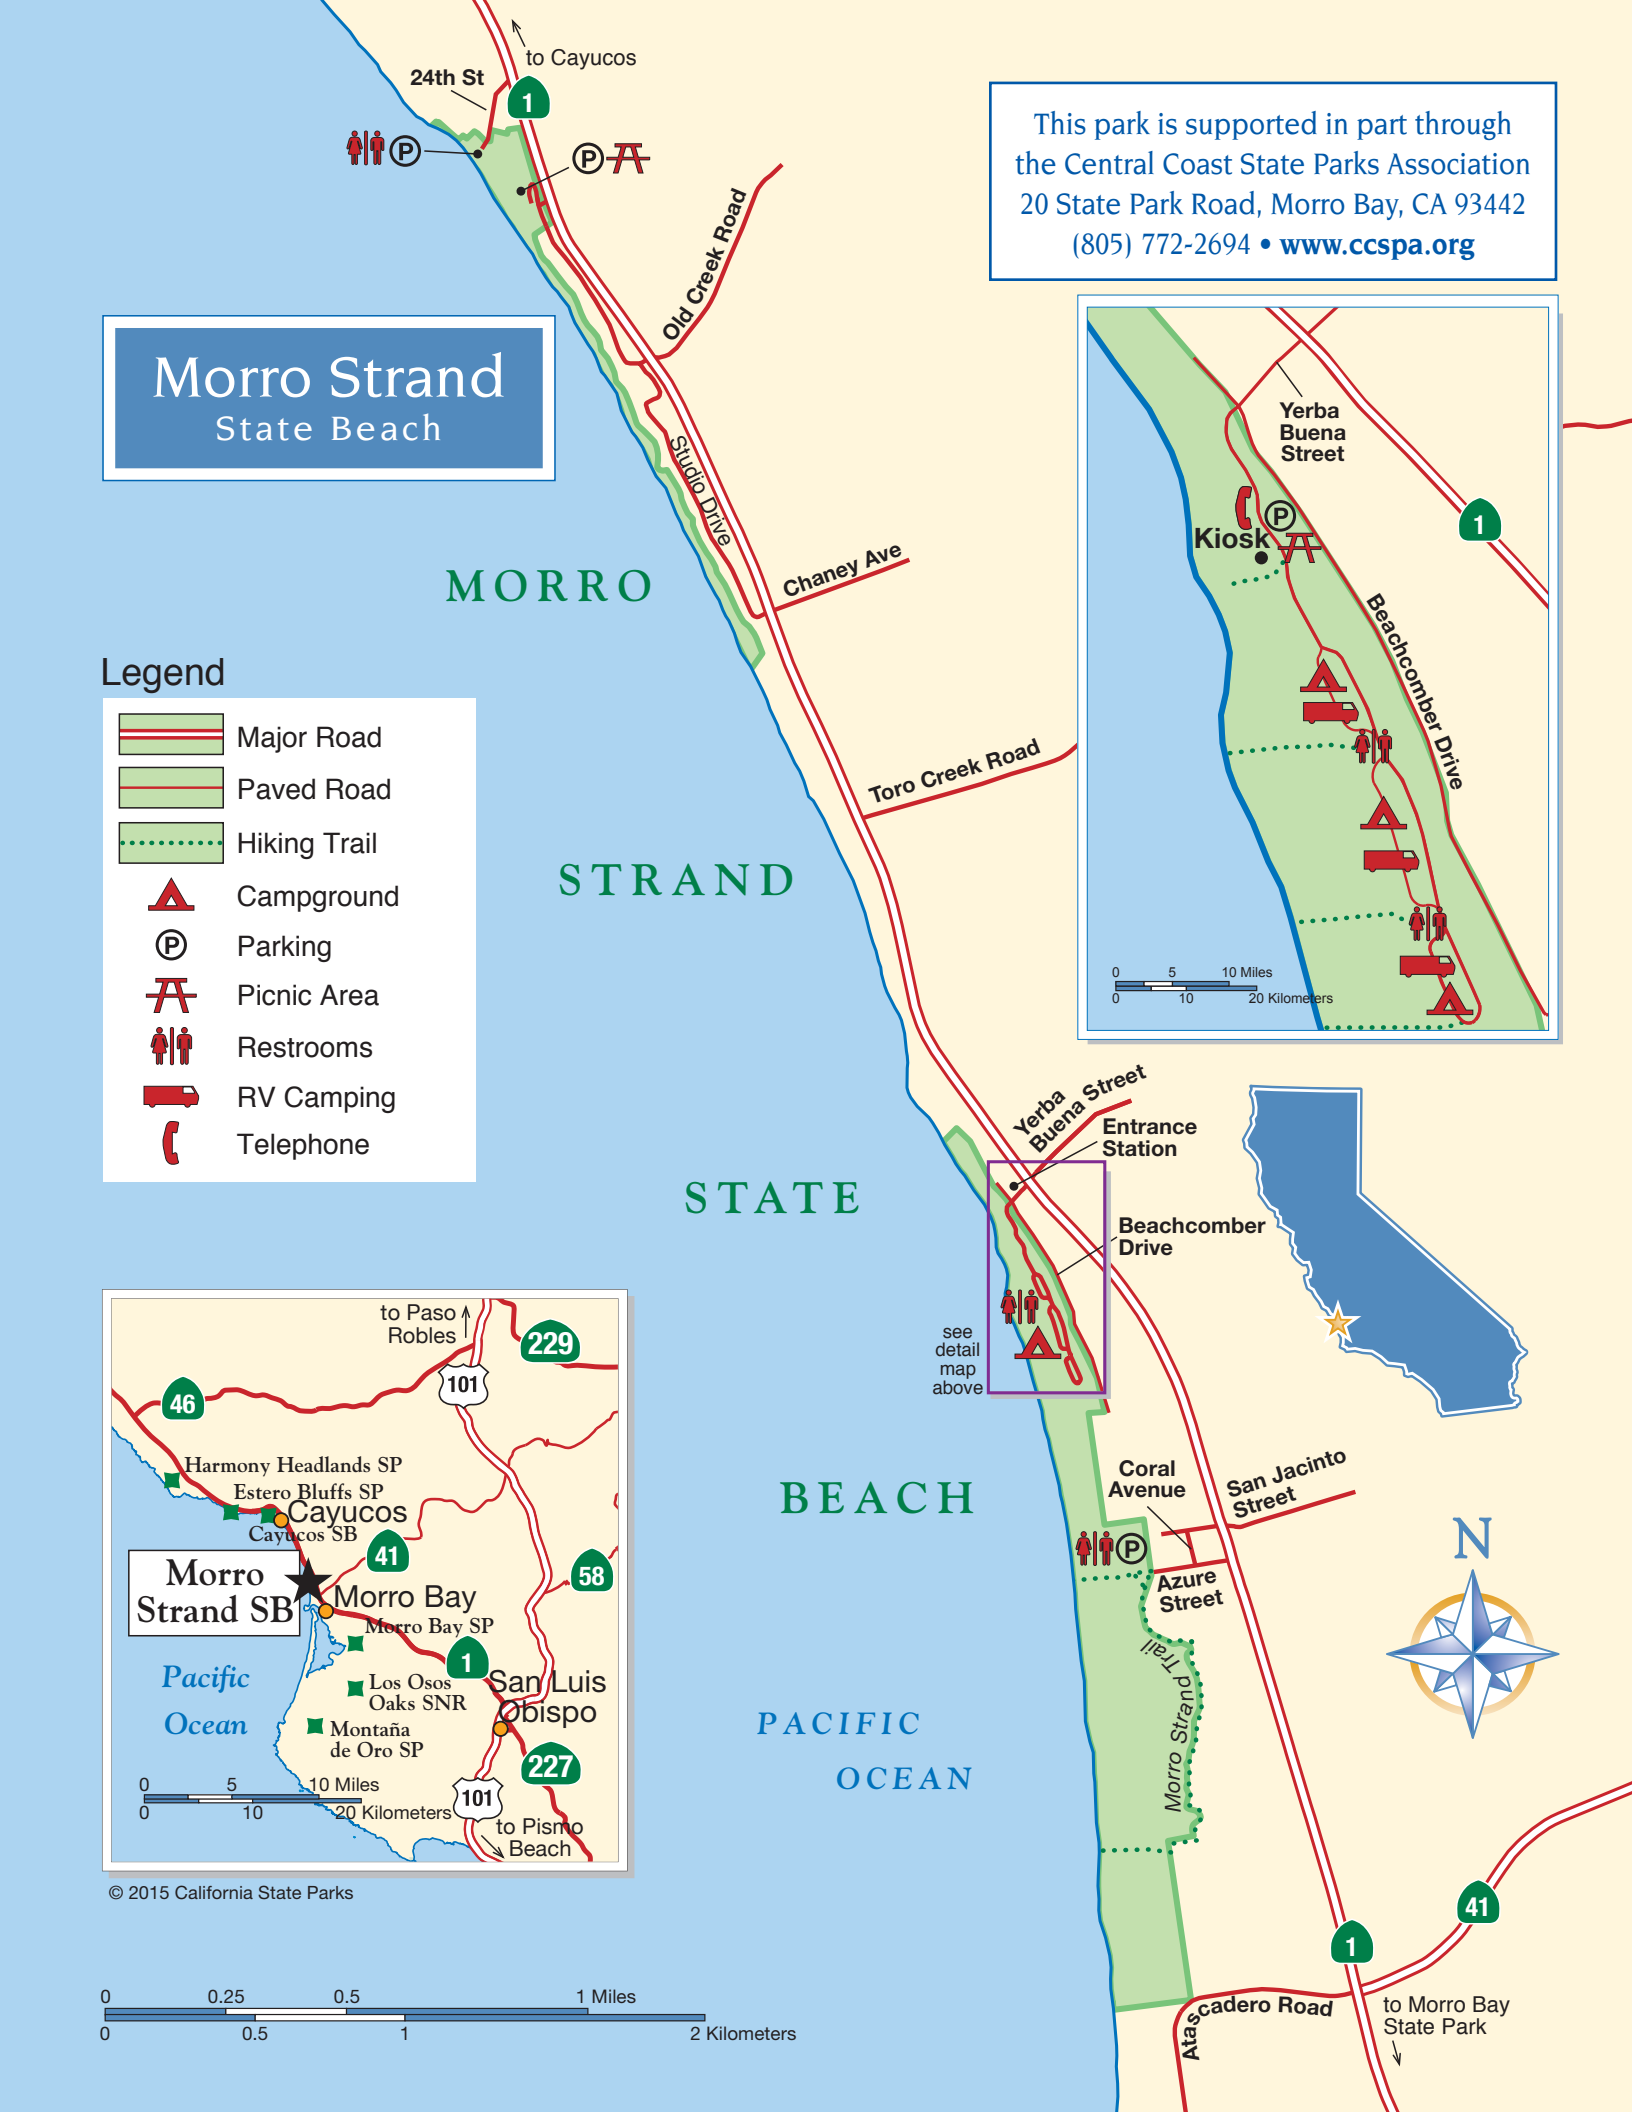 to Cayucos
24th St
1
P
P
This park is supported in part through
the Central Coast State Parks Association
20 State Park Road, Morro Bay, CA 93442
(805) 772-2694 • www.ccspa.org
Old Creek Road
Morro Strand
State Beach
Studio Drive
Chaney Ave
Toro Creek Road
MORRO
STRAND
STATE
BEACH
PACIFIC
OCEAN
Yerba
Buena
Street
1
P
Kiosk
Beachcomber Drive
0 5 10 Miles
0 10 20 Kilometers
Legend
Major Road
Paved Road
Hiking Trail
Campground
P
Parking
Picnic Area
Restrooms
RV Camping
Telephone
Yerba
Buena Street
Entrance
Station
Beachcomber
Drive
see
detail
map
above
Coral
Avenue
San Jacinto
Street
P
Azure
Street
Morro Strand Trail
N
41
1
Atascadero Road
to Morro Bay
State Park
to Paso
Robles
229
101
46
Harmony Headlands SP
Estero Bluffs SP
Cayucos
Cayucos SB
41
58
Morro
Strand SB
Morro Bay
Morro Bay SP
1
Pacific
Ocean
Los Osos
Oaks SNR
San Luis
Obispo
Montaña
de Oro SP
227
0 5 10 Miles
0 10 20 Kilometers
101
to Pismo
Beach
© 2015 California State Parks
0 0.25 0.5 1 Miles
0 0.5 1 2 Kilometers